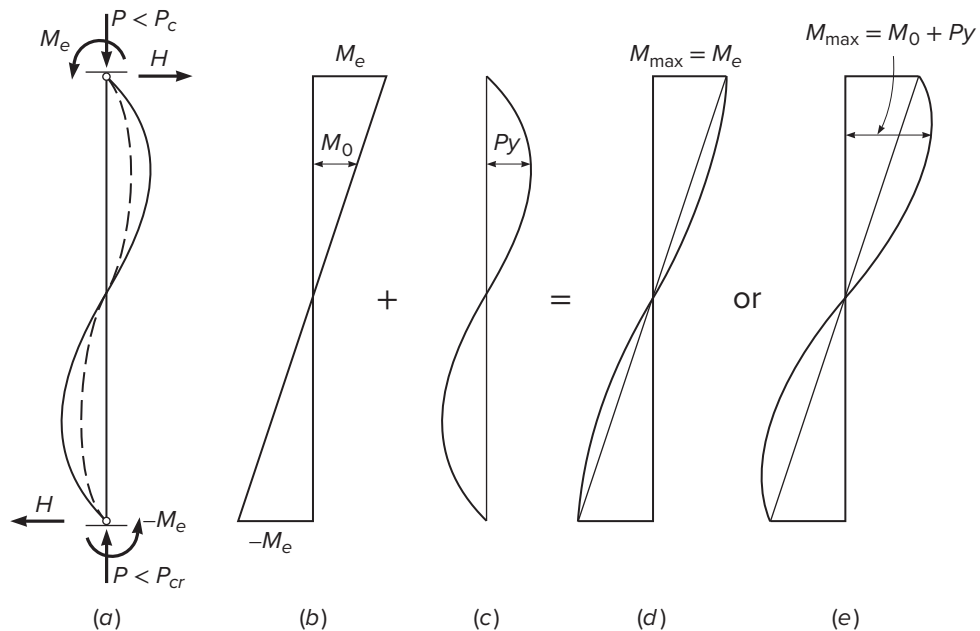 P < P_c
M_e
H
H
–M_e
P < P_cr
(a)
M_e
M_0
–M_e
(b)
+
Py
(c)
=
M_max = M_e
(d)
or
M_max = M_0 + Py
(e)